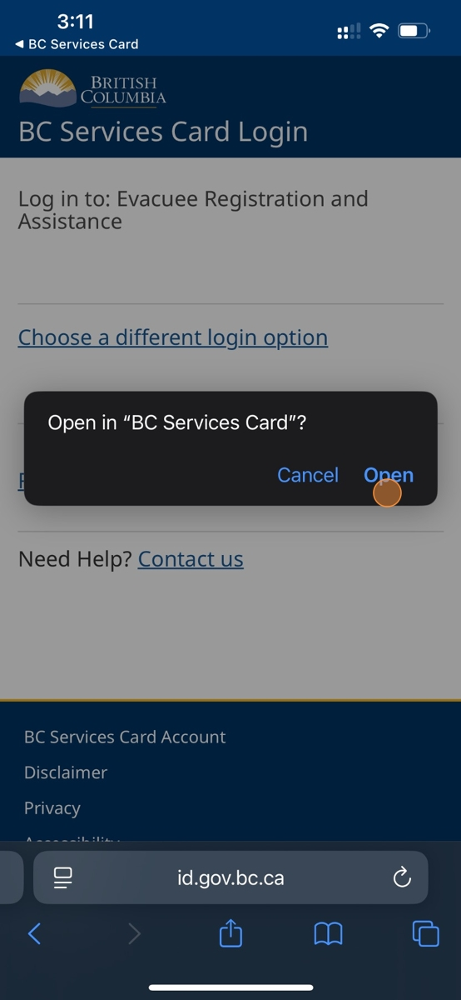 3:11
◀ BC Services Card
BRITISH
COLUMBIA
BC Services Card Login
Log in to: Evacuee Registration and
Assistance
Choose a different login option
Open in “BC Services Card”?
Cancel Open
Need Help? Contact us
BC Services Card Account
Disclaimer
Privacy
Accessibility
id.gov.bc.ca